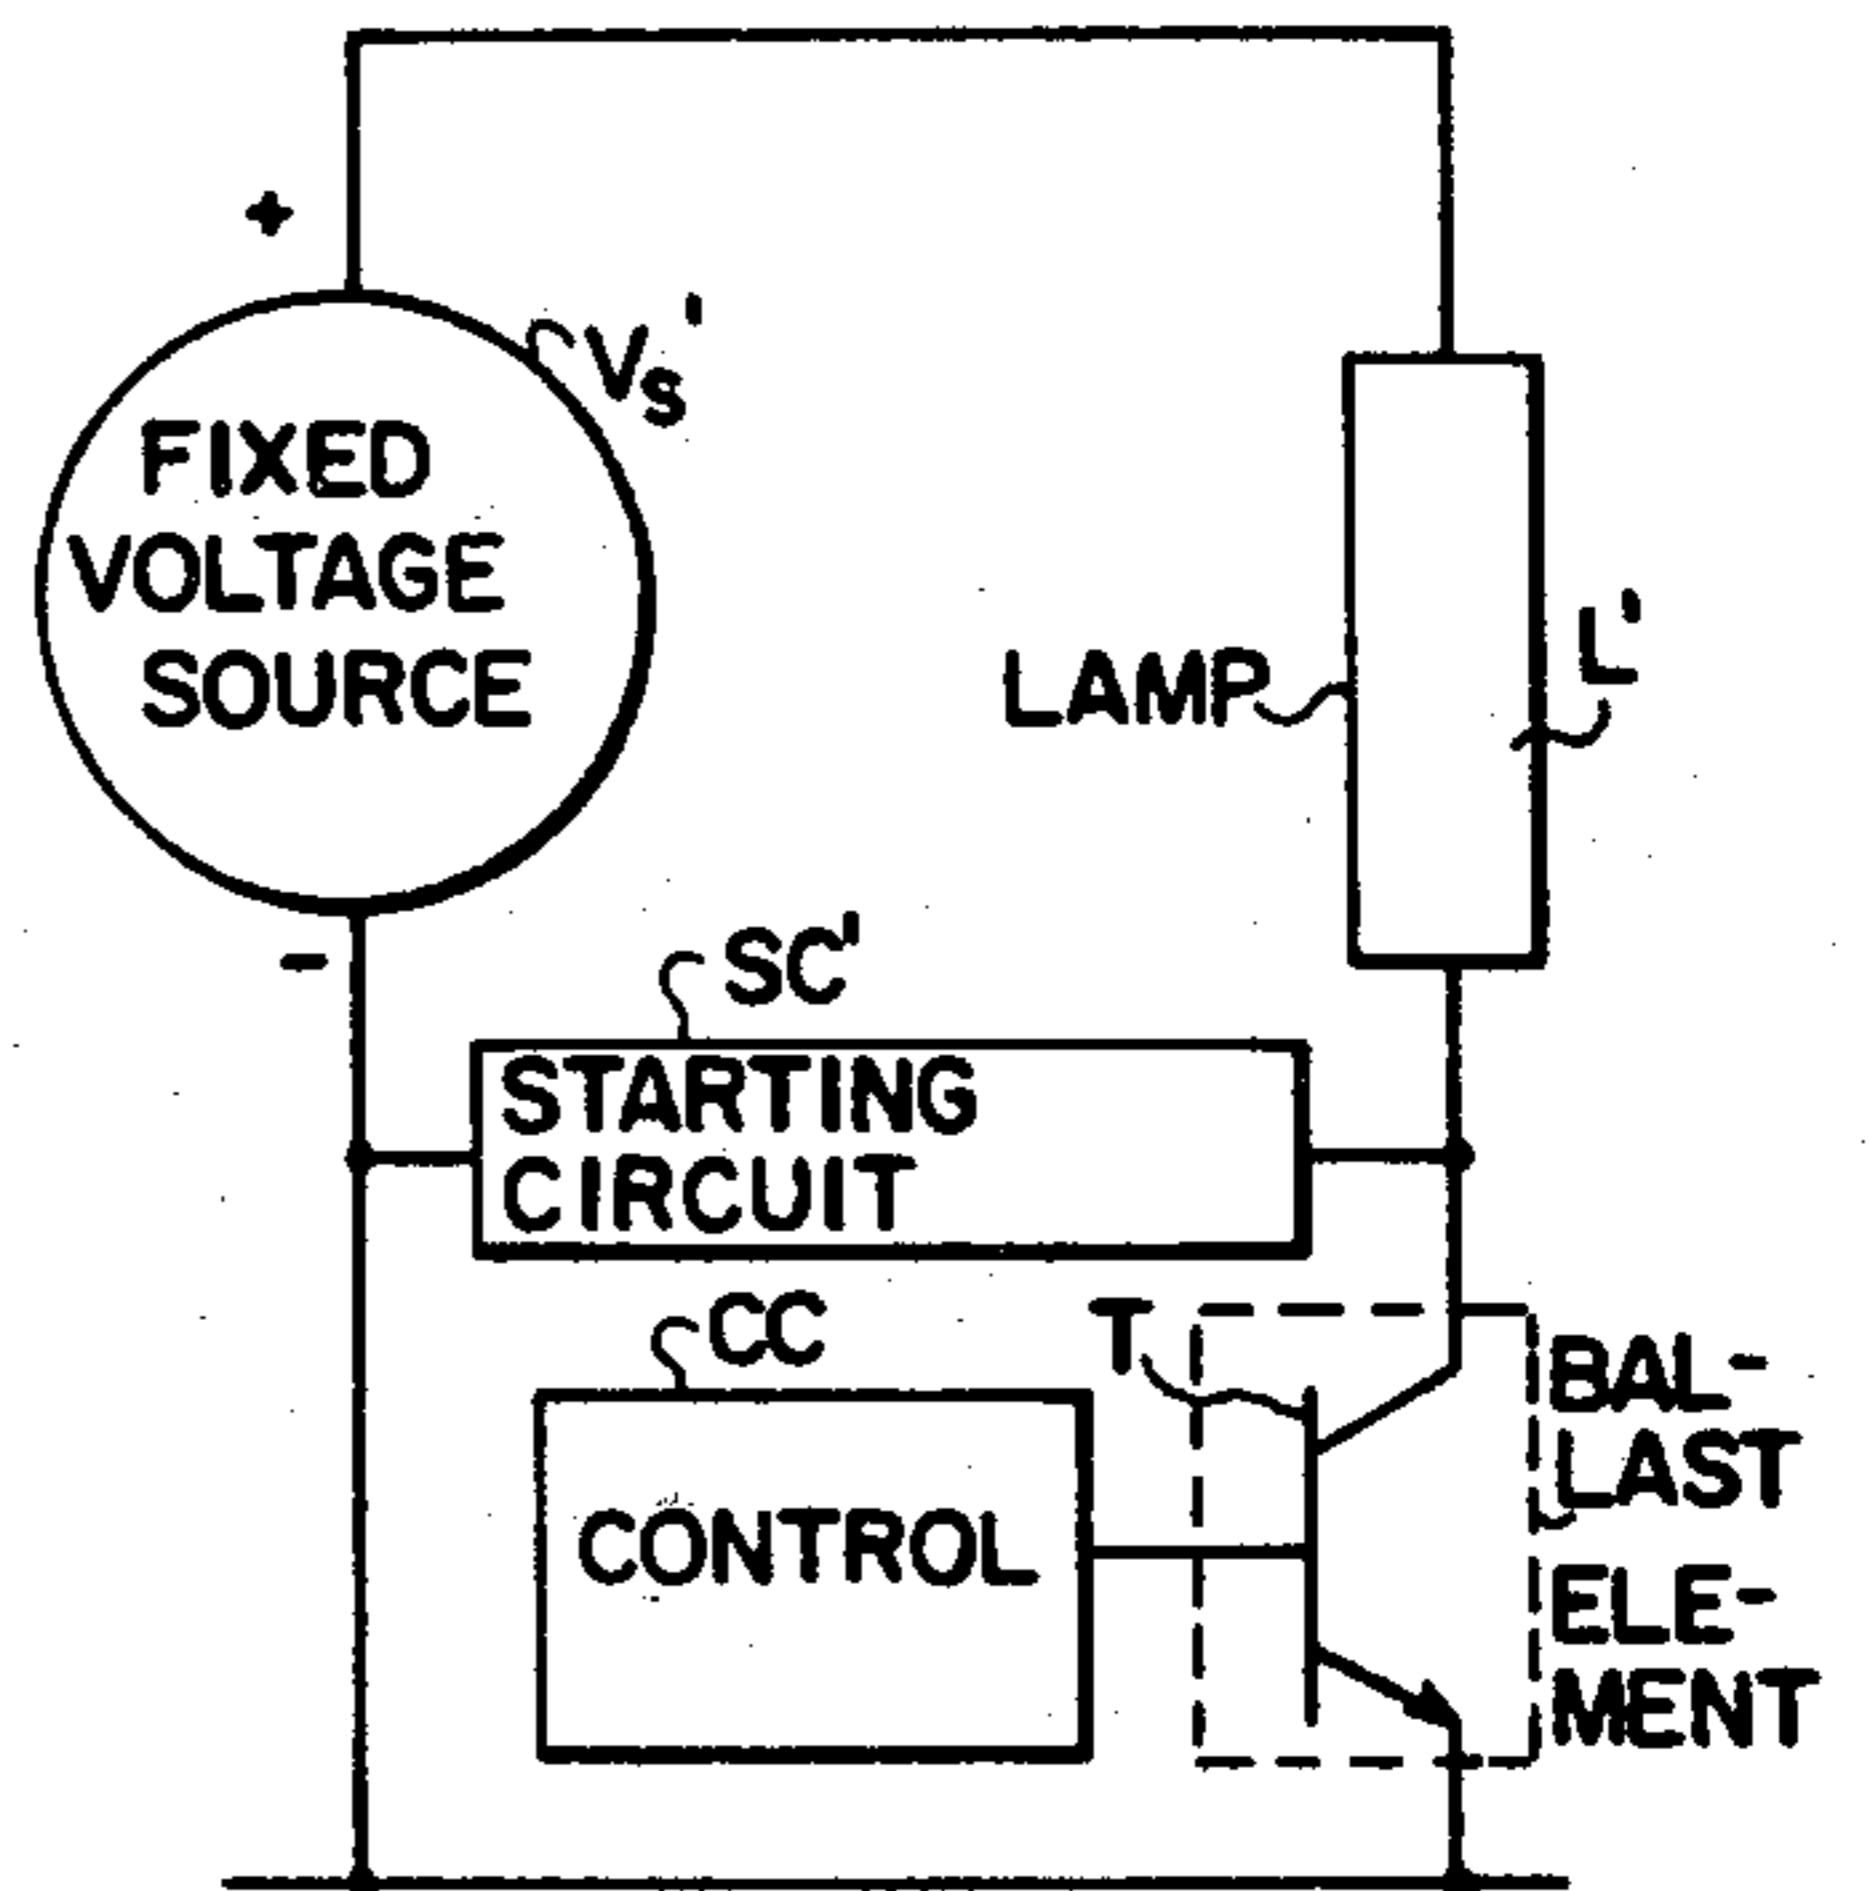 +
Vs'
FIXED
VOLTAGE
SOURCE
LAMP
L'
-
SC'
STARTING
CIRCUIT
CC
T
BAL-
LAST
CONTROL
ELE-
MENT